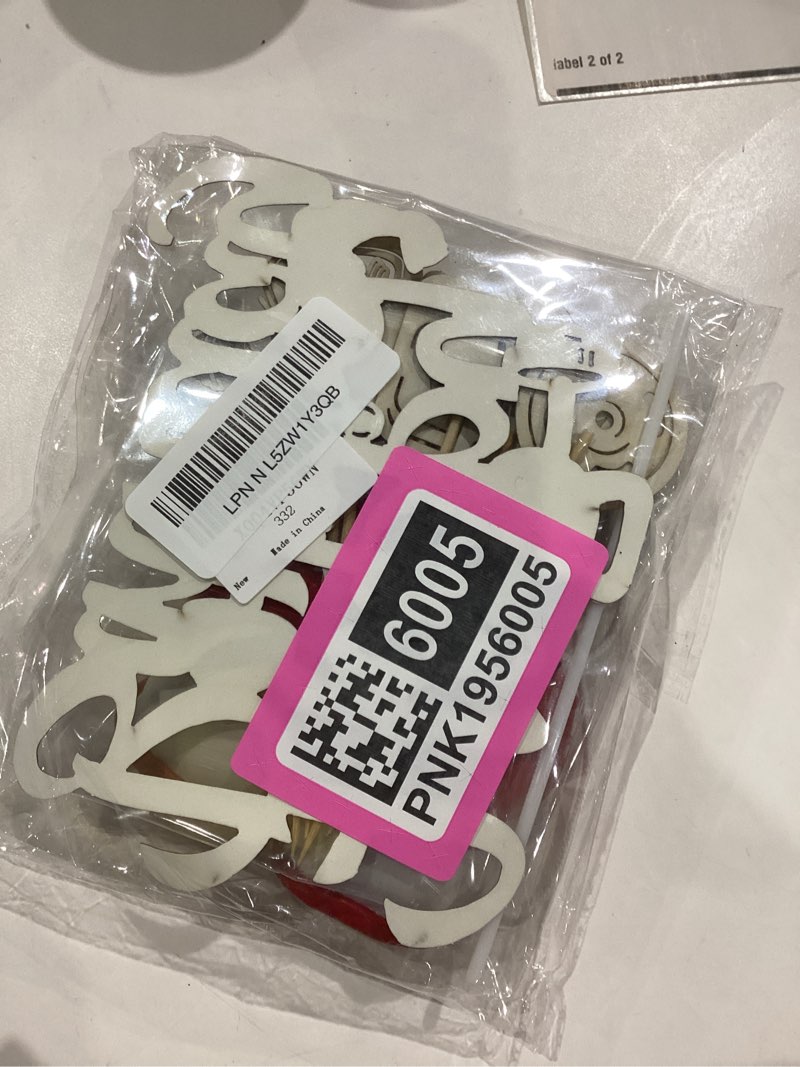 label 2 of 2
LPN N L5ZW1Y3QB
332
Made in China
New
6005
PNK1956005